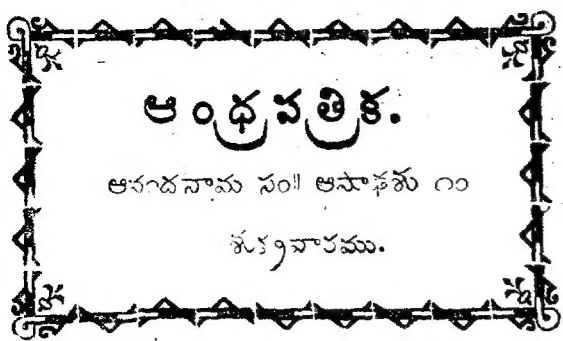 ఆంధ్రపత్రిక.
ఆనందనామ సం॥ ఆషాఢశు ౧౦
శుక్రవారము.